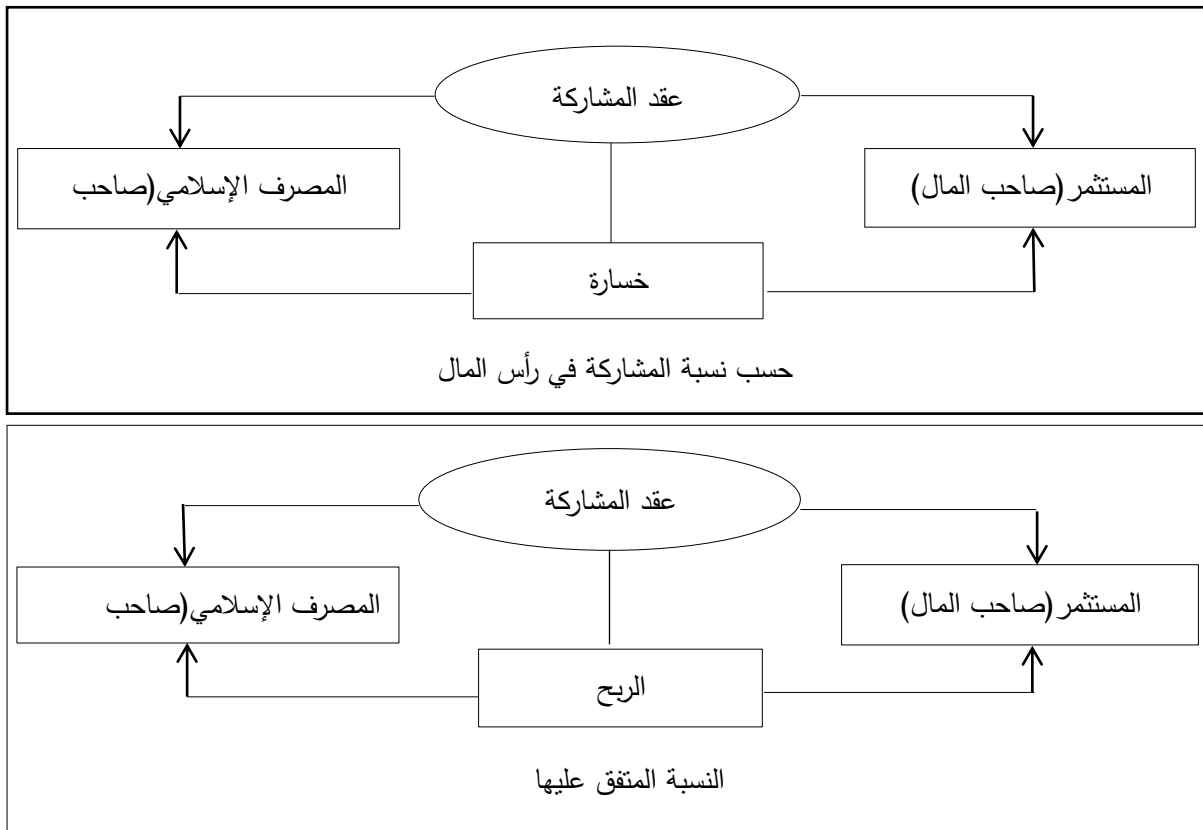 عقد المشاركة
المستثمر (صاحب المال)
المصرف الإسلامي(صاحب
خسارة
حسب نسبة المشاركة في رأس المال
عقد المشاركة
المستثمر (صاحب المال)
المصرف الإسلامي(صاحب
الربح
النسبة المتفق عليها